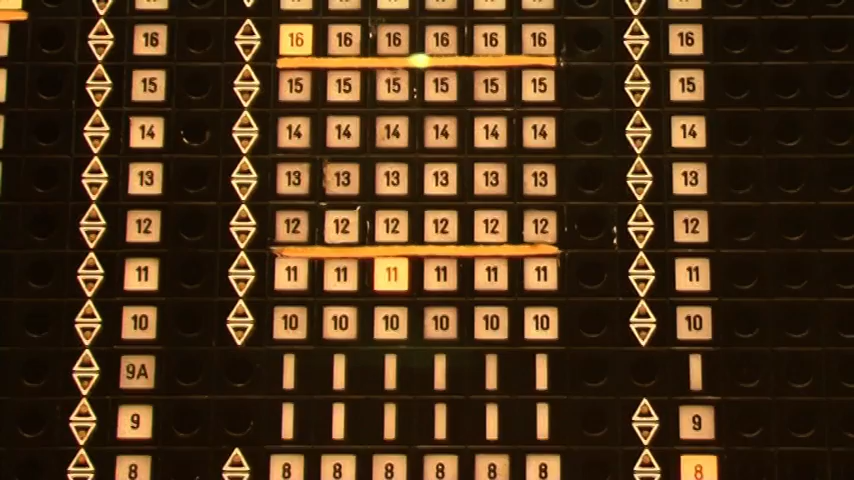 16 16 16 16 16 16 16 16
15 15 15 15 15 15 15 15
14 14 14 14 14 14 14 14
13 13 13 13 13 13 13 13
12 12 12 12 12 12 12 12
11 11 11 11 11 11 11 11
10 10 10 10 10 10 10 10
9A
9 9
8 8 8 8 8 8 8 8